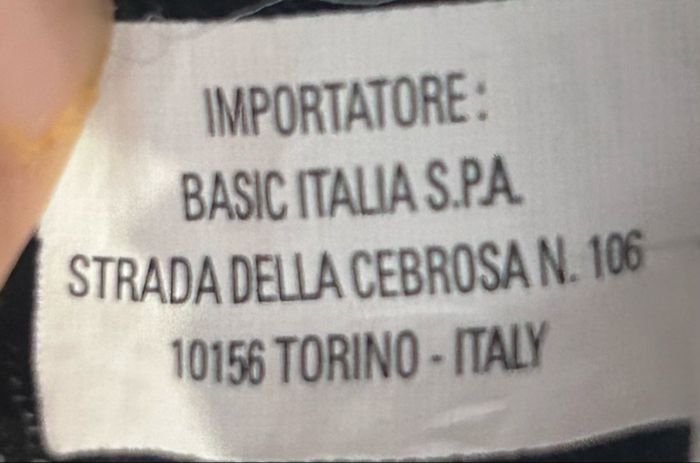 IMPORTATORE:
BASIC ITALIA S.P.A.
STRADA DELLA CEBROSA N. 106
10156 TORINO - ITALY